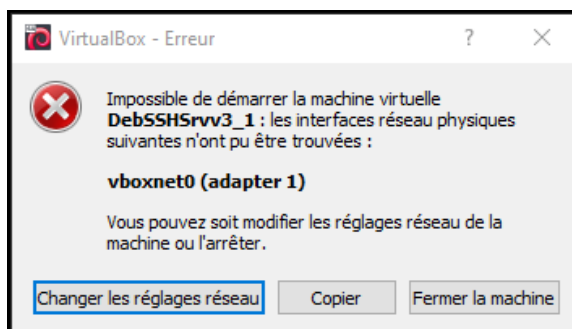 VirtualBox - Erreur
Impossible de démarrer la machine virtuelle
DebSSHSrvv3_1 : les interfaces réseau physiques
suivantes n'ont pu être trouvées :
vboxnet0 (adapter 1)
Vous pouvez soit modifier les réglages réseau de la
machine ou l'arrêter.
Changer les réglages réseau Copier Fermer la machine